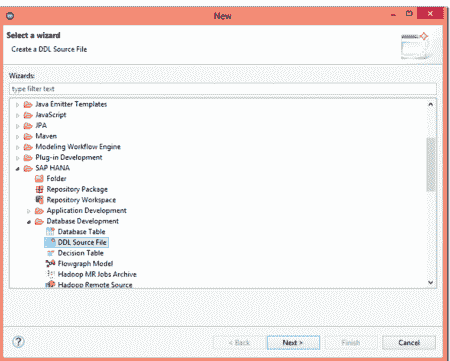 New
Select a wizard
Create a DDL Source File
Wizards:
type filter text
Java Emitter Templates
JavaScript
JPA
Maven
Modeling Workflow Engine
Plug-in Development
SAP HANA
Folder
Repository Package
Repository Workspace
Application Development
Database Development
Database Table
DDL Source File
Decision Table
Flowgraph Model
Hadoop MR Jobs Archive
Hadoop Remote Source
?
< Back
Next >
Finish
Cancel